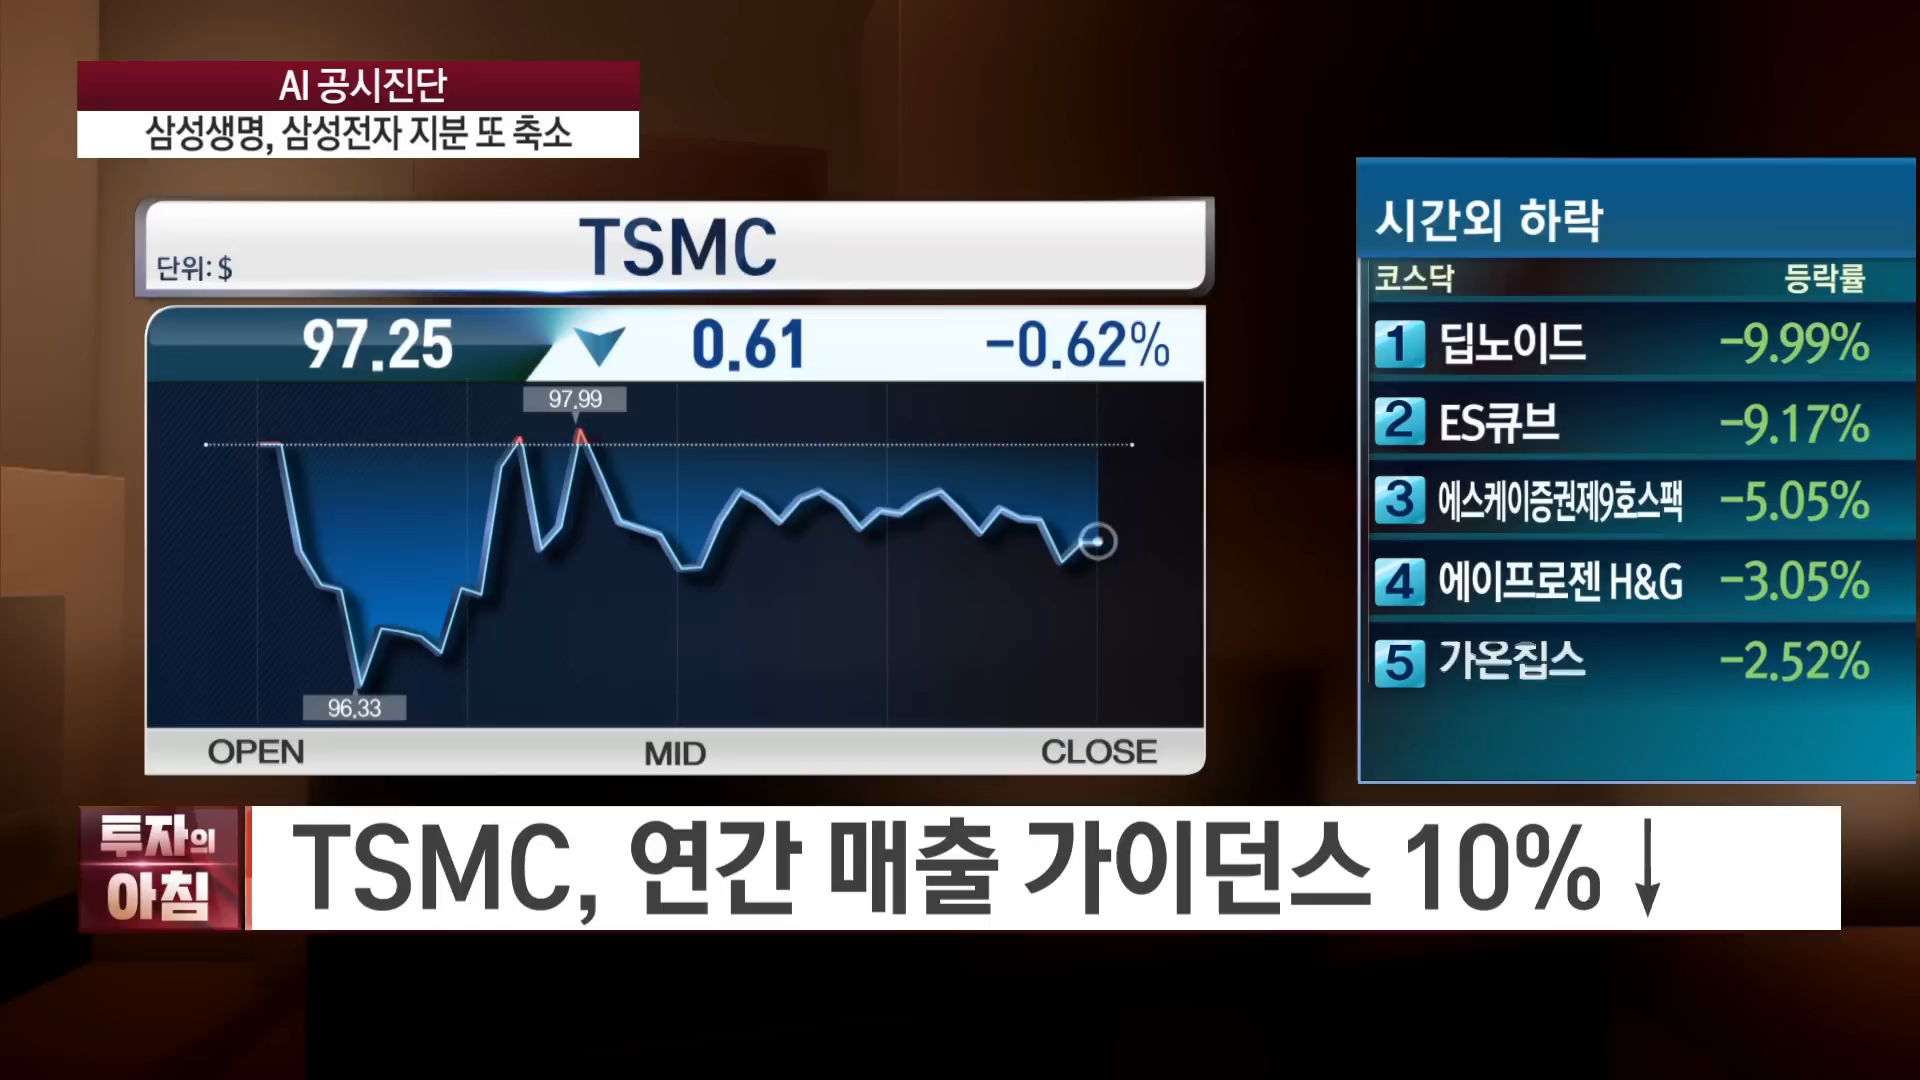 AI 공시진단
삼성생명, 삼성전자 지분 또 축소
TSMC
단위: $
97.25 ▼ 0.61 -0.62%
97.99
96.33
OPEN MID CLOSE
시간외 하락
코스닥 등락률
1 딥노이드 -9.99%
2 ES큐브 -9.17%
3 에스케이증권제9호스팩 -5.05%
4 에이프로젠 H&G -3.05%
5 가온칩스 -2.52%
투자의
아침
TSMC, 연간 매출 가이던스 10%↓